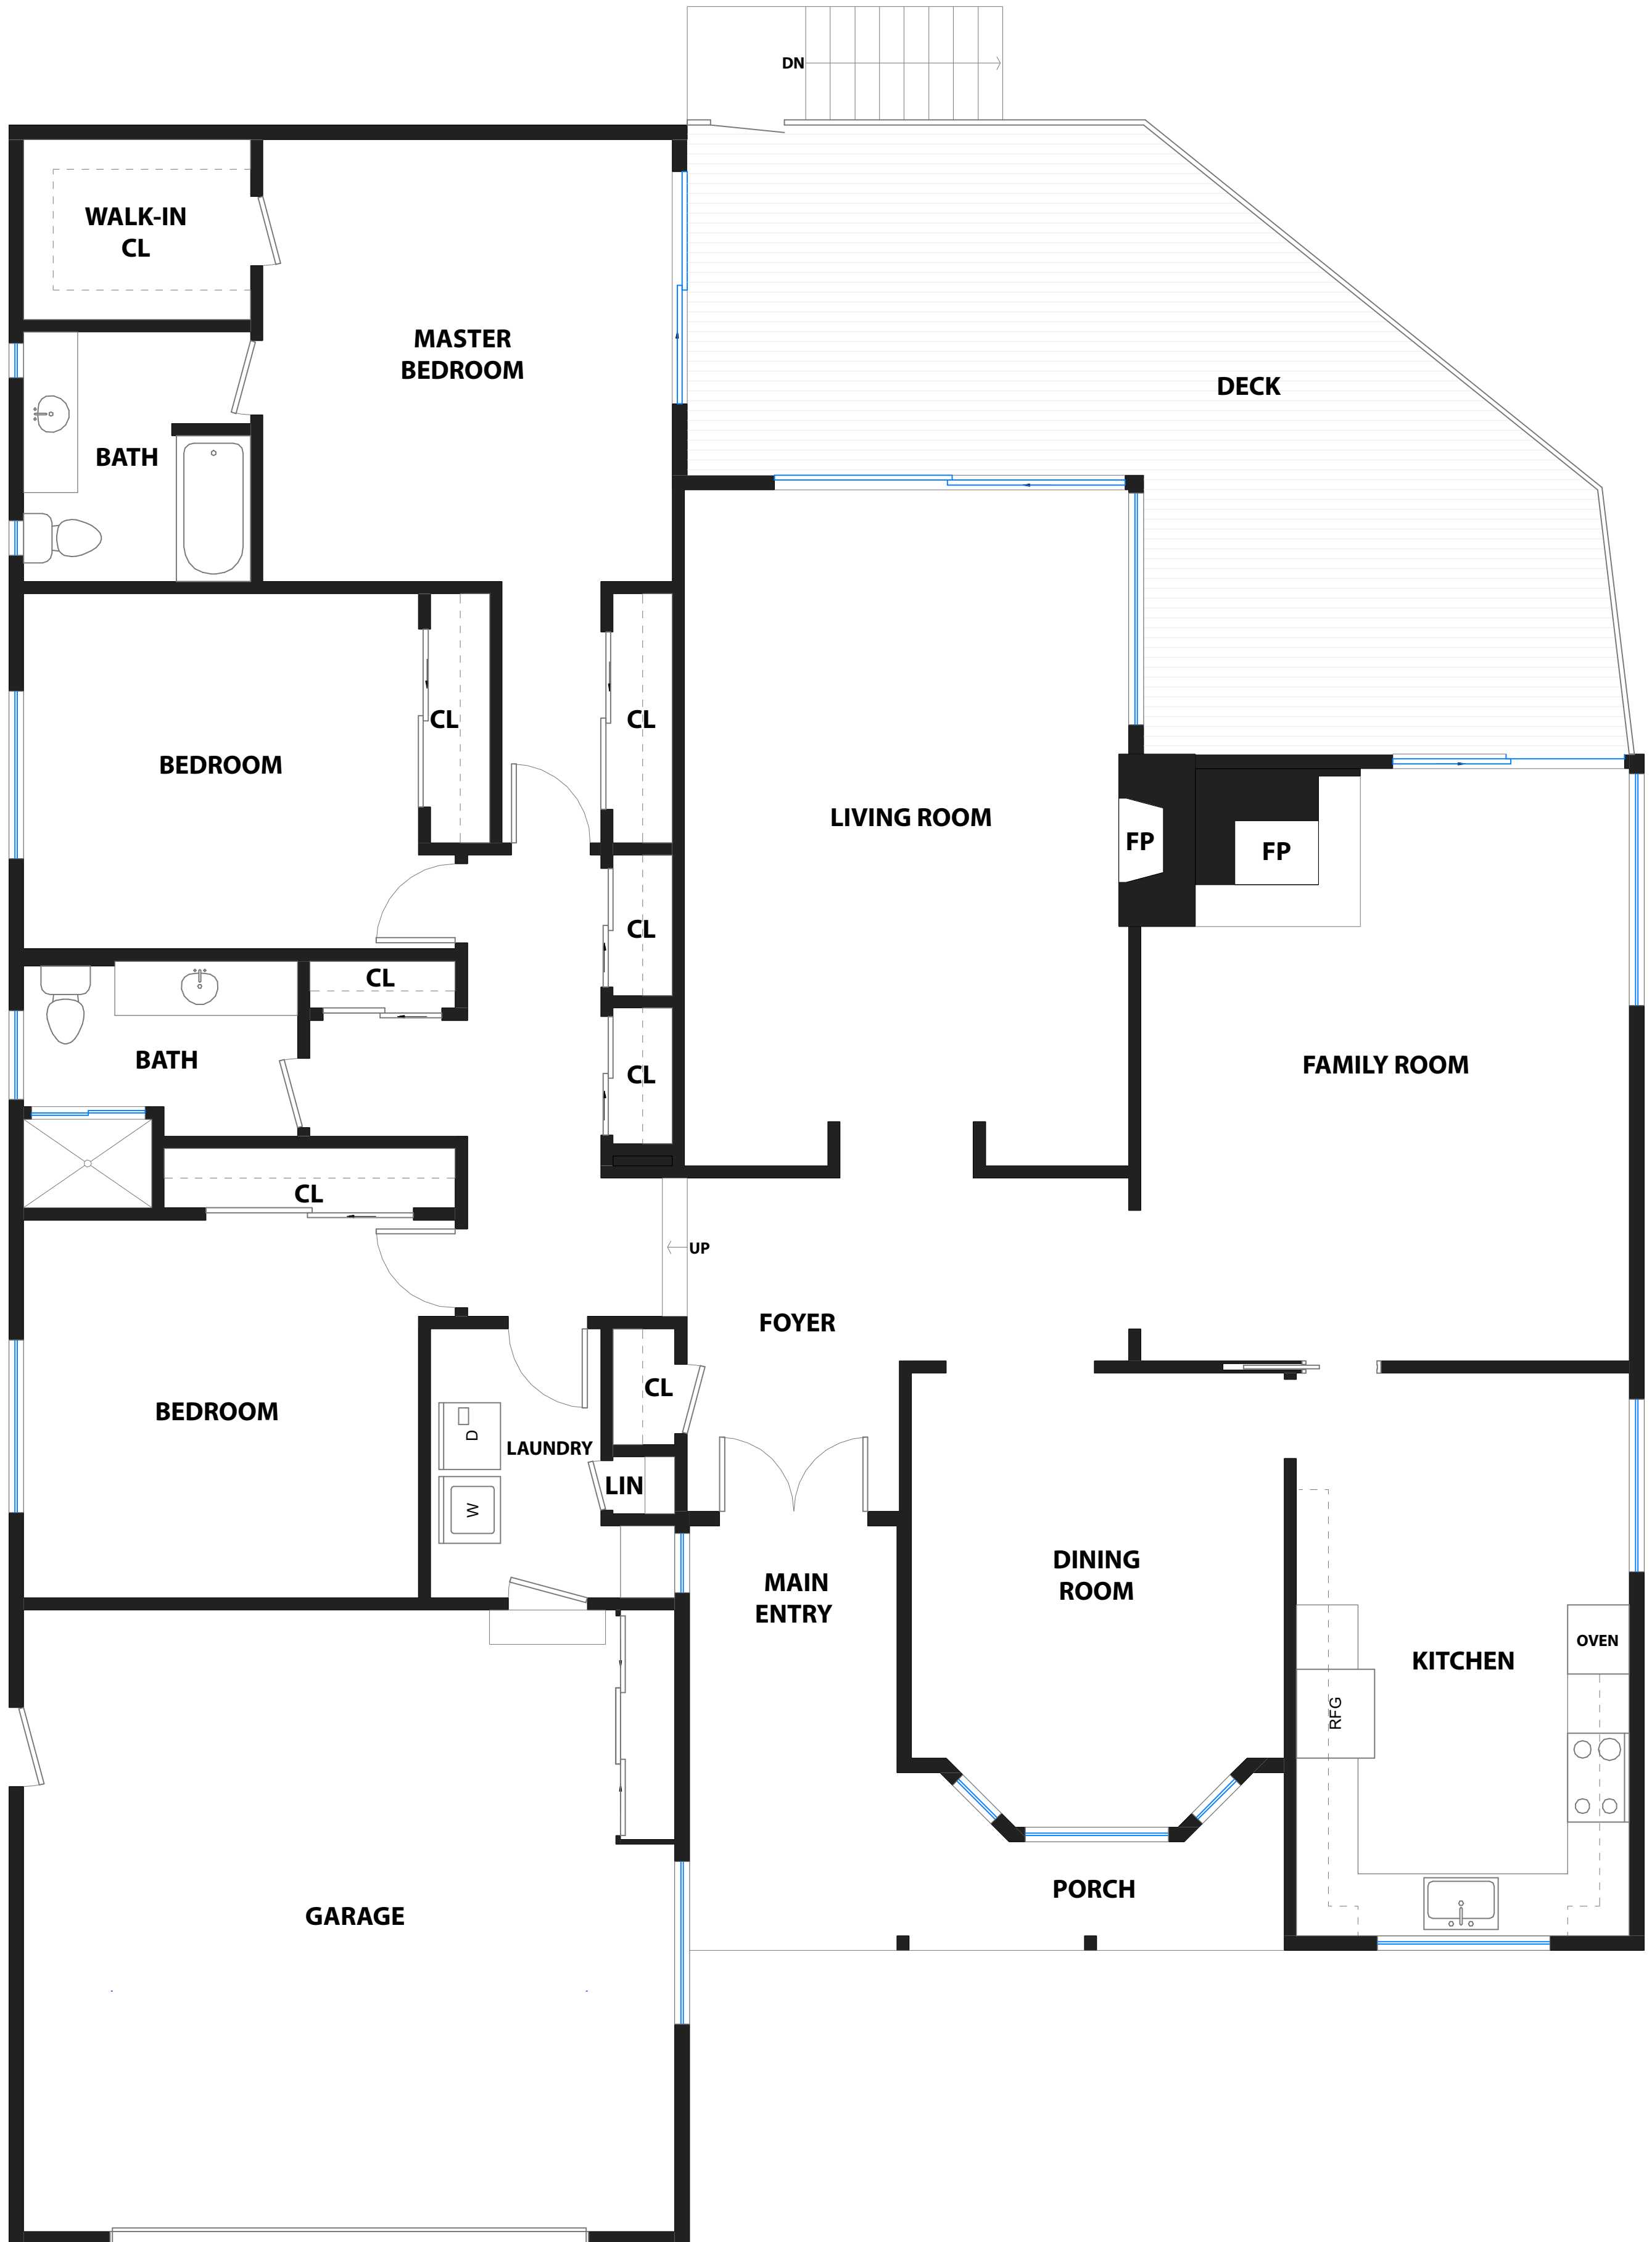 DN
WALK-IN
CL
MASTER
BEDROOM
DECK
BATH
CL
CL
BEDROOM
LIVING ROOM
FP
FP
CL
CL
BATH
CL
FAMILY ROOM
CL
UP
FOYER
CL
BEDROOM
D
LAUNDRY
LIN
W
DINING
ROOM
MAIN
ENTRY
OVEN
KITCHEN
RFG
PORCH
GARAGE